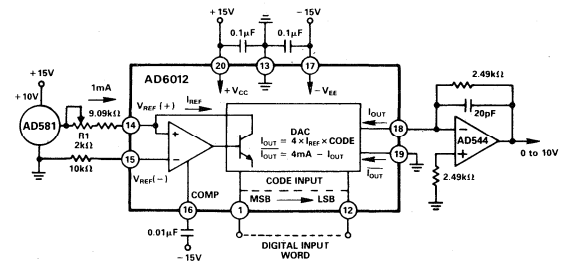 +15V
-15V
0.1µF
0.1µF
20
13
17
AD6012
+VCC
-VEE
+15V
1mA
+10V
AD581
R1
2kΩ
9.09kΩ
14
VREF (+)
IREF
+
-
10kΩ
15
VREF(-)
COMP
16
0.01µF
-15V
DAC
IOUT = 4 × IREF × CODE
IOUT = 4mA - IOUT
CODE INPUT
MSB → LSB
1
12
DIGITAL INPUT
WORD
IOUT
18
19
IOUT
2.49kΩ
20pF
-
AD544
+
0 to 10V
2.49kΩ